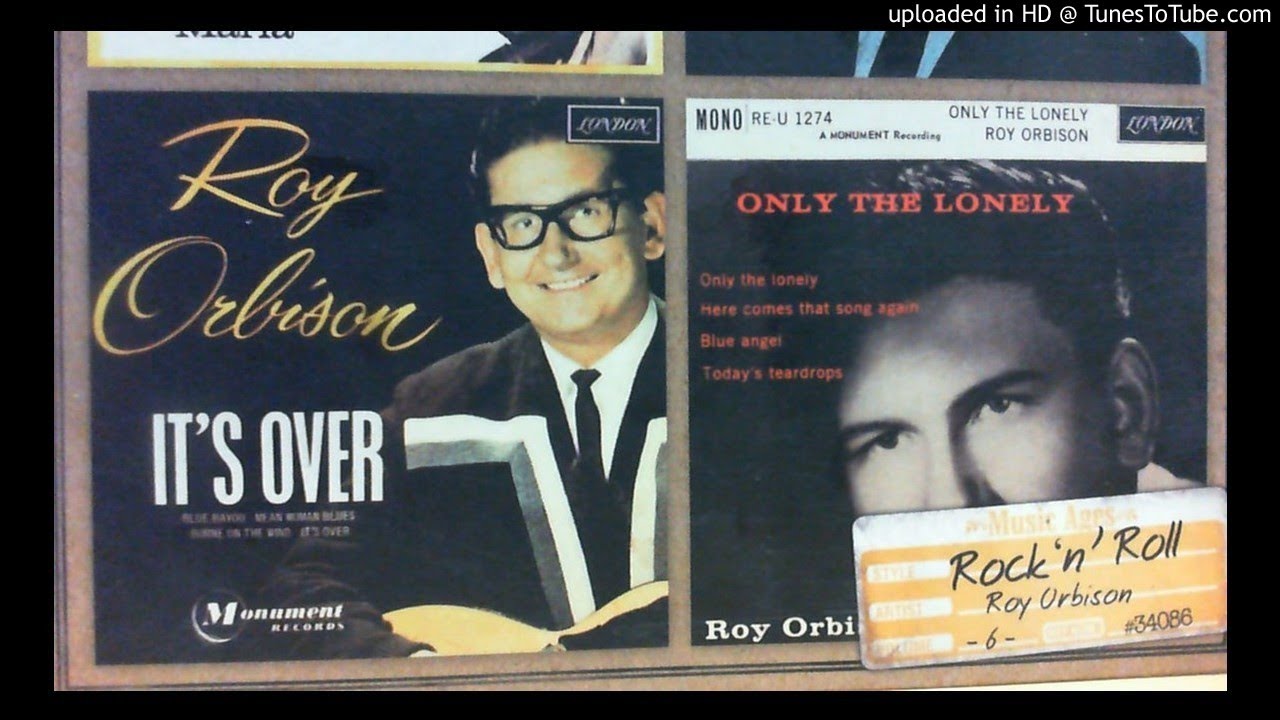 uploaded in HD @ TunesToTube.com
Maria
Roy
Orbison
LONDON
IT'S OVER
BLUE BAYOU MEAN WOMAN BLUES
BORNE ON THE WIND IT'S OVER
Monument
RECORDS
MONO RE-U 1274
A MONUMENT Recording
ONLY THE LONELY
ROY ORBISON
LONDON
ONLY THE LONELY
Only the lonely
Here comes that song again
Blue angel
Today's teardrops
Roy Orbi
Music Ages
STYLE Rock 'n' Roll
ARTIST Roy Orbison
- 6 - #34086